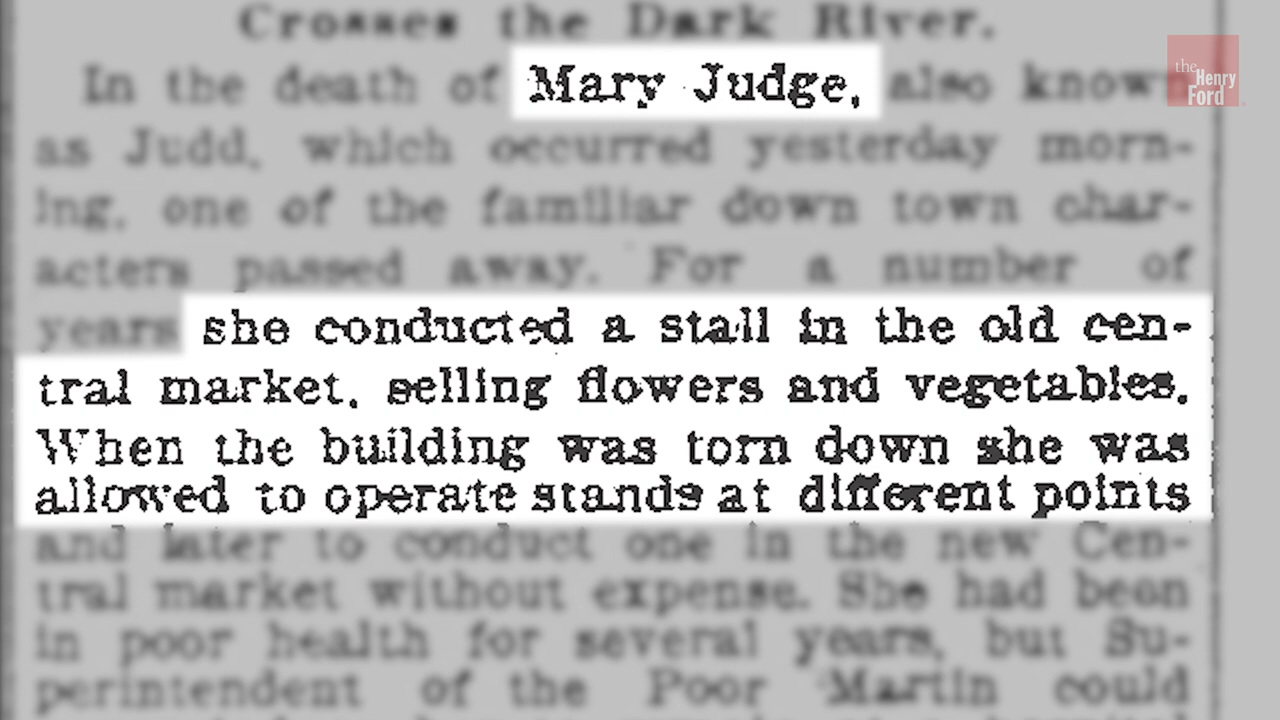 Crosses the Dark River.
the
Henry
Ford
In the death of Mary Judge, also known
as Judd, which occurred yesterday morn-
ing, one of the familiar down town char-
acters passed away. For a number of
years she conducted a stall in the old cen-
tral market, selling flowers and vegetables.
When the building was torn down she was
allowed to operate stands at different points
and later to conduct one in the new Cen-
tral market without expense. She had been
in poor health for several years, but Su-
perintendent of the Poor Martin could